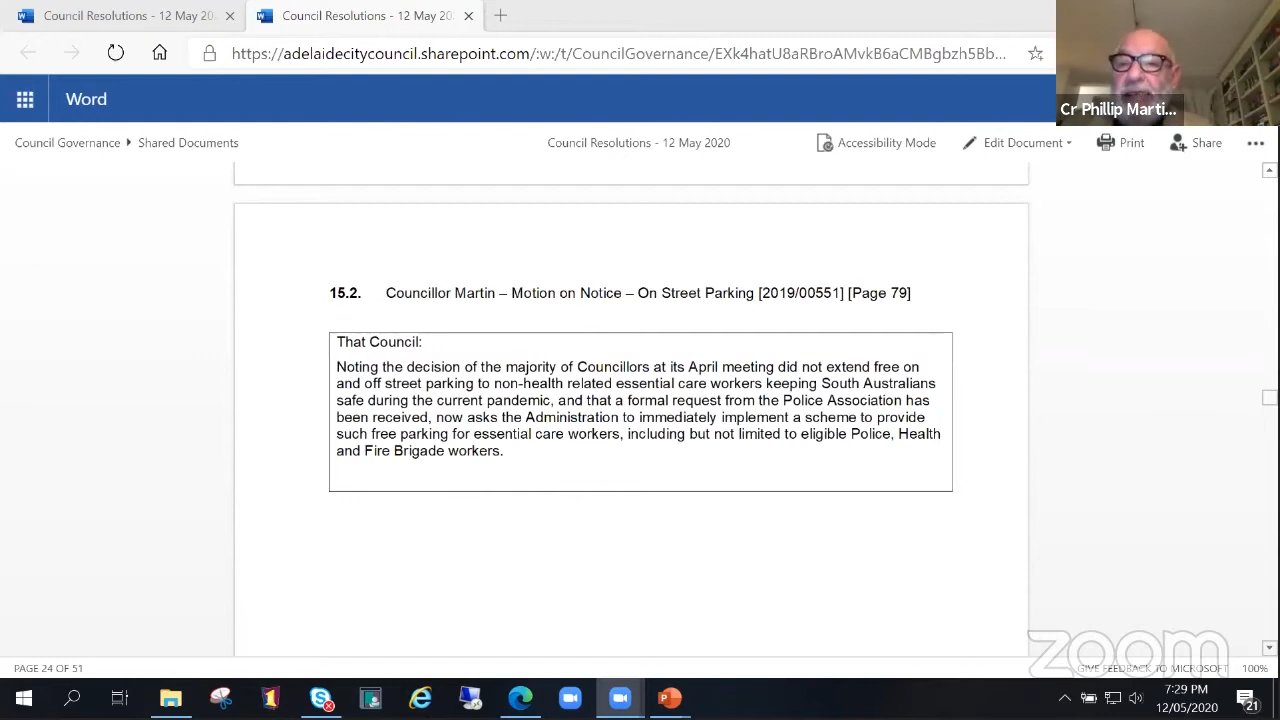 Council Resolutions - 12 May 20
Council Resolutions - 12 May 202
https://adelaidecitycouncil.sharepoint.com/:w:/t/CouncilGovernance/EXk4hatU8aRBroAMvkB6aCMBgbzh5Bb...
Word
Cr Phillip Marti...
Council Governance Shared Documents
Council Resolutions - 12 May 2020
Accessibility Mode
Edit Document
Print
Share
15.2. Councillor Martin – Motion on Notice – On Street Parking [2019/00551] [Page 79]
That Council:
Noting the decision of the majority of Councillors at its April meeting did not extend free on
and off street parking to non-health related essential care workers keeping South Australians
safe during the current pandemic, and that a formal request from the Police Association has
been received, now asks the Administration to immediately implement a scheme to provide
such free parking for essential care workers, including but not limited to eligible Police, Health
and Fire Brigade workers.
zoom
PAGE 24 OF 51
GIVE FEEDBACK TO MICROSOFT
100%
7:29 PM
12/05/2020
21